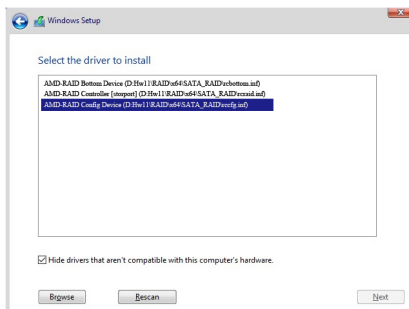 Windows Setup
Select the driver to install
AMD-RAID Bottom Device (D:Hw11\RAID\x64\SATA_RAID\rcbottom.inf)
AMD-RAID Controller [storport] (D:Hw11\RAID\x64\SATA_RAID\rcraid.inf)
AMD-RAID Config Device (D:Hw11\RAID\x64\SATA_RAID\rccfg.inf)
Hide drivers that aren't compatible with this computer's hardware.
Browse
Rescan
Next